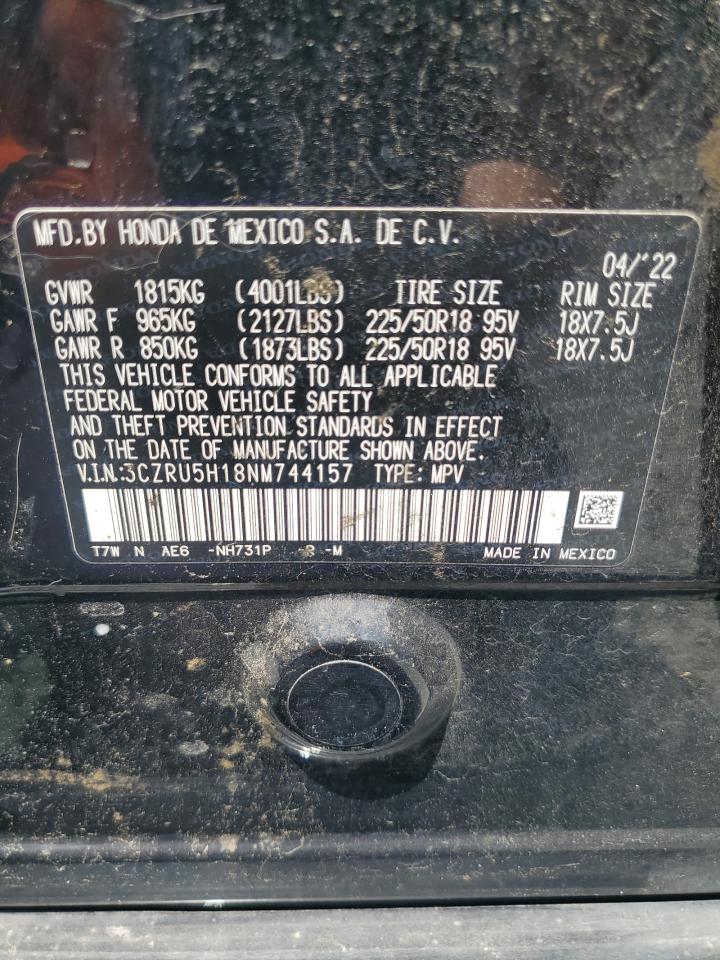 MFD.BY HONDA DE MEXICO S.A. DE C.V.
04/'22
GVWR 1815KG (4001LBS) TIRE SIZE RIM SIZE
GAWR F 965KG (2127LBS) 225/50R18 95V 18X7.5J
GAWR R 850KG (1873LBS) 225/50R18 95V 18X7.5J
THIS VEHICLE CONFORMS TO ALL APPLICABLE
FEDERAL MOTOR VEHICLE SAFETY
AND THEFT PREVENTION STANDARDS IN EFFECT
ON THE DATE OF MANUFACTURE SHOWN ABOVE.
V.I.N.:3CZRU5H18NM744157 TYPE: MPV
T7W N AE6 -NH731P -R -M MADE IN MEXICO